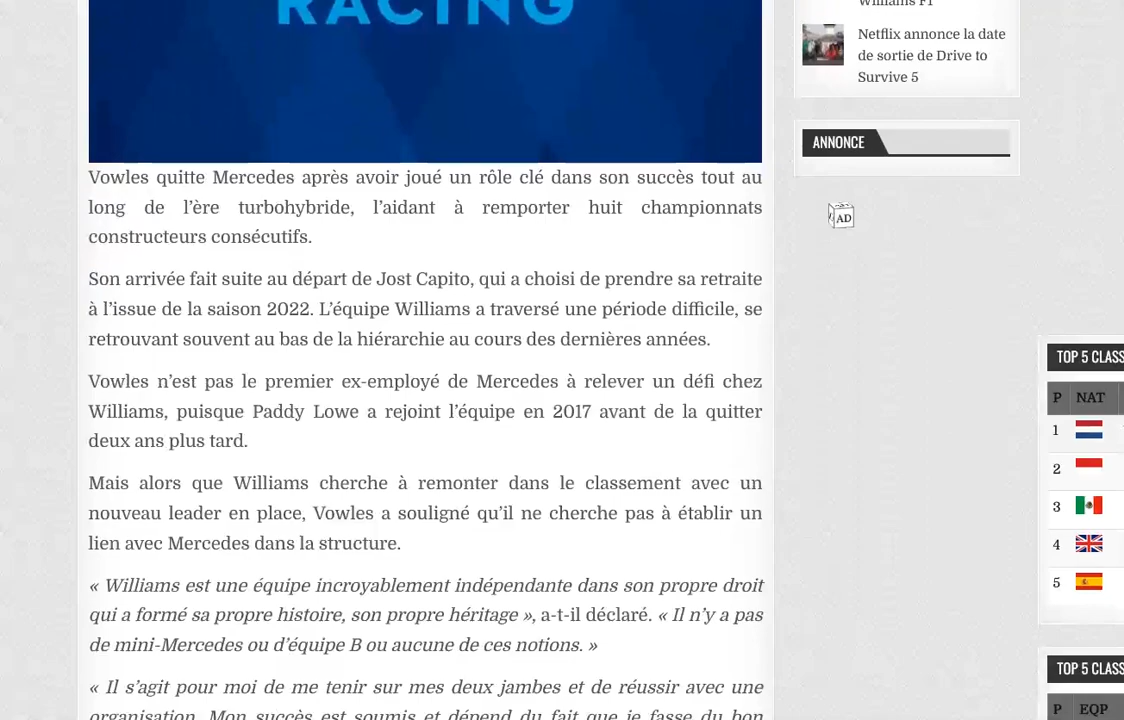 RACING
Vowles quitte Mercedes après avoir joué un rôle clé dans son succès tout au
long de l’ère turbohybride, l’aidant à remporter huit championnats
constructeurs consécutifs.
Son arrivée fait suite au départ de Jost Capito, qui a choisi de prendre sa retraite
à l’issue de la saison 2022. L’équipe Williams a traversé une période difficile, se
retrouvant souvent au bas de la hiérarchie au cours des dernières années.
Vowles n’est pas le premier ex-employé de Mercedes à relever un défi chez
Williams, puisque Paddy Lowe a rejoint l’équipe en 2017 avant de la quitter
deux ans plus tard.
Mais alors que Williams cherche à remonter dans le classement avec un
nouveau leader en place, Vowles a souligné qu’il ne cherche pas à établir un
lien avec Mercedes dans la structure.
« Williams est une équipe incroyablement indépendante dans son propre droit
qui a formé sa propre histoire, son propre héritage », a-t-il déclaré. « Il n’y a pas
de mini-Mercedes ou d’équipe B ou aucune de ces notions. »
« Il s’agit pour moi de me tenir sur mes deux jambes et de réussir avec une
organisation. Mon succès est soumis et dépend du fait que je fasse du bon
Williams F1
Netflix annonce la date
de sortie de Drive to
Survive 5
ANNONCE
AD
TOP 5 CLASS
P NAT
1
2
3
4
5
TOP 5 CLASS
P EQP